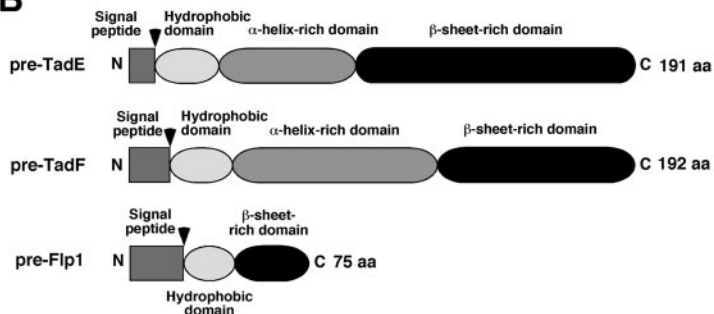 B
Signal peptide
Hydrophobic domain
α-helix-rich domain
β-sheet-rich domain
pre-TadE N C 191 aa
Signal peptide
Hydrophobic domain
α-helix-rich domain
β-sheet-rich domain
pre-TadF N C 192 aa
Signal peptide
β-sheet-
rich domain
pre-Flp1 N C 75 aa
Hydrophobic
domain